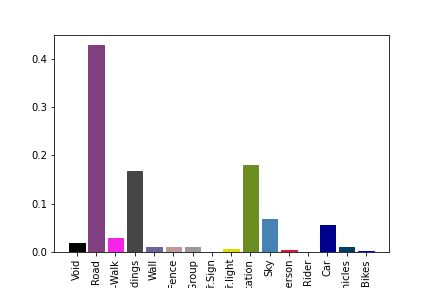 0.4
0.3
0.2
0.1
0.0
Void
Road
-Walk
dings
Wall
Fence
Group
r.Sign
r.light
ation
Sky
erson
Rider
Car
hicles
Bikes